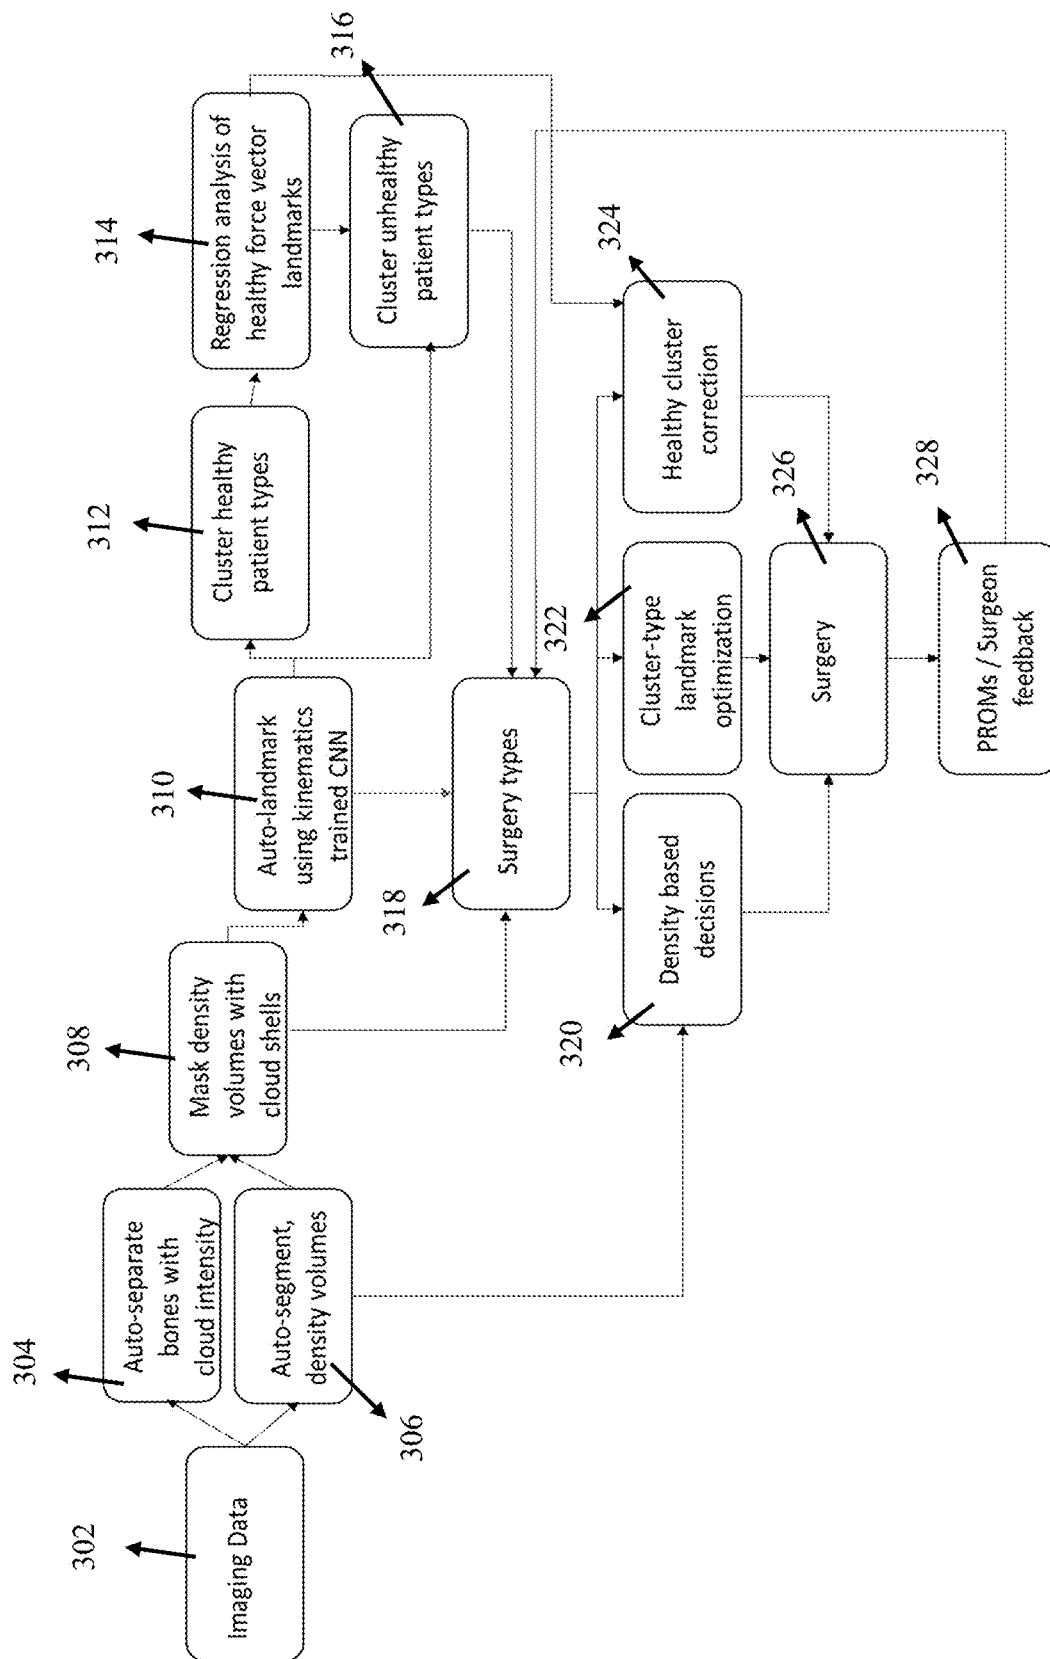 302
Imaging Data
304
Auto-separate
bones with
cloud intensity
Auto-segment,
density volumes
306
308
Mask density
volumes with
cloud shells
310
Auto-landmark
using kinematics
trained CNN
312
Cluster healthy
patient types
314
Regression analysis of
healthy force vector
landmarks
316
Cluster unhealthy
patient types
318
Surgery types
320
Density based
decisions
322
Cluster-type
landmark
optimization
324
Healthy cluster
correction
326
Surgery
328
PROMs / Surgeon
feedback